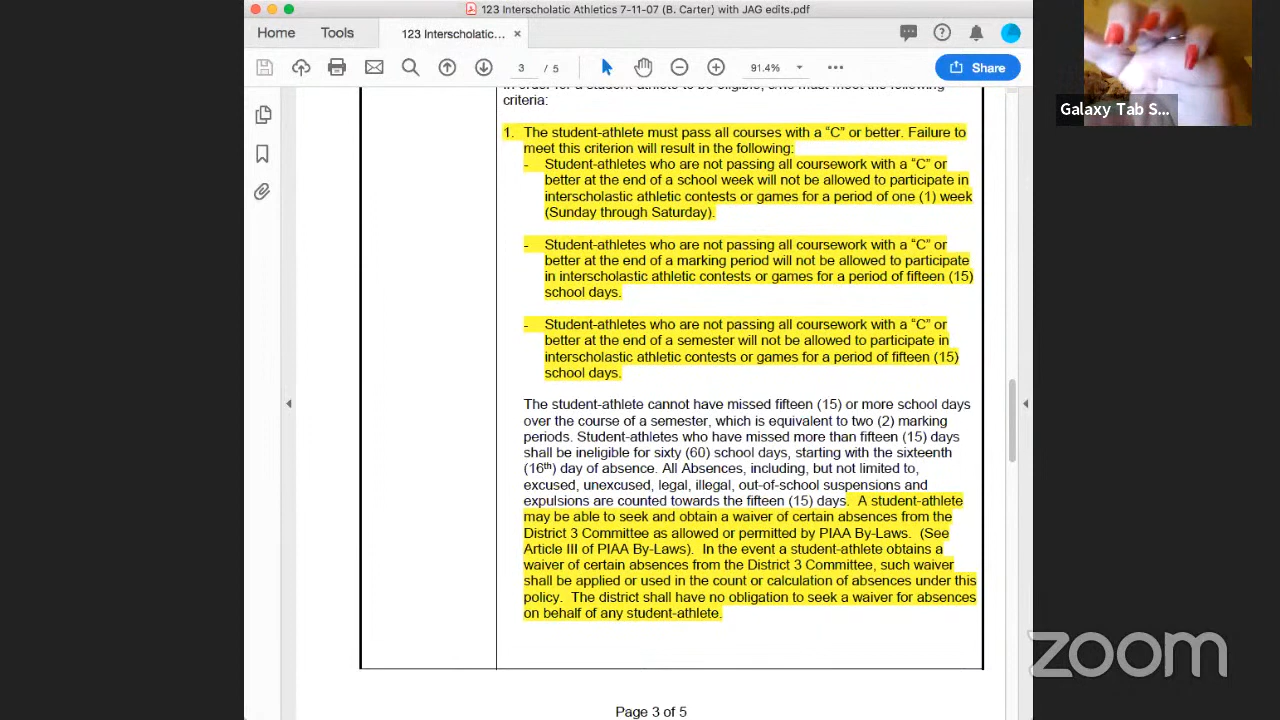 123 Interscholatic Athletics 7-11-07 (B. Carter) with JAG edits.pdf
Home Tools 123 Interscholatic... ×
3 / 5 91.4% Share
In order for a student-athlete to be eligible, s/he must meet the following
criteria:
1. The student-athlete must pass all courses with a “C” or better. Failure to
meet this criterion will result in the following:
- Student-athletes who are not passing all coursework with a “C” or
better at the end of a school week will not be allowed to participate in
interscholastic athletic contests or games for a period of one (1) week
(Sunday through Saturday).
- Student-athletes who are not passing all coursework with a “C” or
better at the end of a marking period will not be allowed to participate
in interscholastic athletic contests or games for a period of fifteen (15)
school days.
- Student-athletes who are not passing all coursework with a “C” or
better at the end of a semester will not be allowed to participate in
interscholastic athletic contests or games for a period of fifteen (15)
school days.
The student-athlete cannot have missed fifteen (15) or more school days
over the course of a semester, which is equivalent to two (2) marking
periods. Student-athletes who have missed more than fifteen (15) days
shall be ineligible for sixty (60) school days, starting with the sixteenth
(16th) day of absence. All Absences, including, but not limited to,
excused, unexcused, legal, illegal, out-of-school suspensions and
expulsions are counted towards the fifteen (15) days. A student-athlete
may be able to seek and obtain a waiver of certain absences from the
District 3 Committee as allowed or permitted by PIAA By-Laws. (See
Article III of PIAA By-Laws). In the event a student-athlete obtains a
waiver of certain absences from the District 3 Committee, such waiver
shall be applied or used in the count or calculation of absences under this
policy. The district shall have no obligation to seek a waiver for absences
on behalf of any student-athlete.
Page 3 of 5
Galaxy Tab S...
zoom